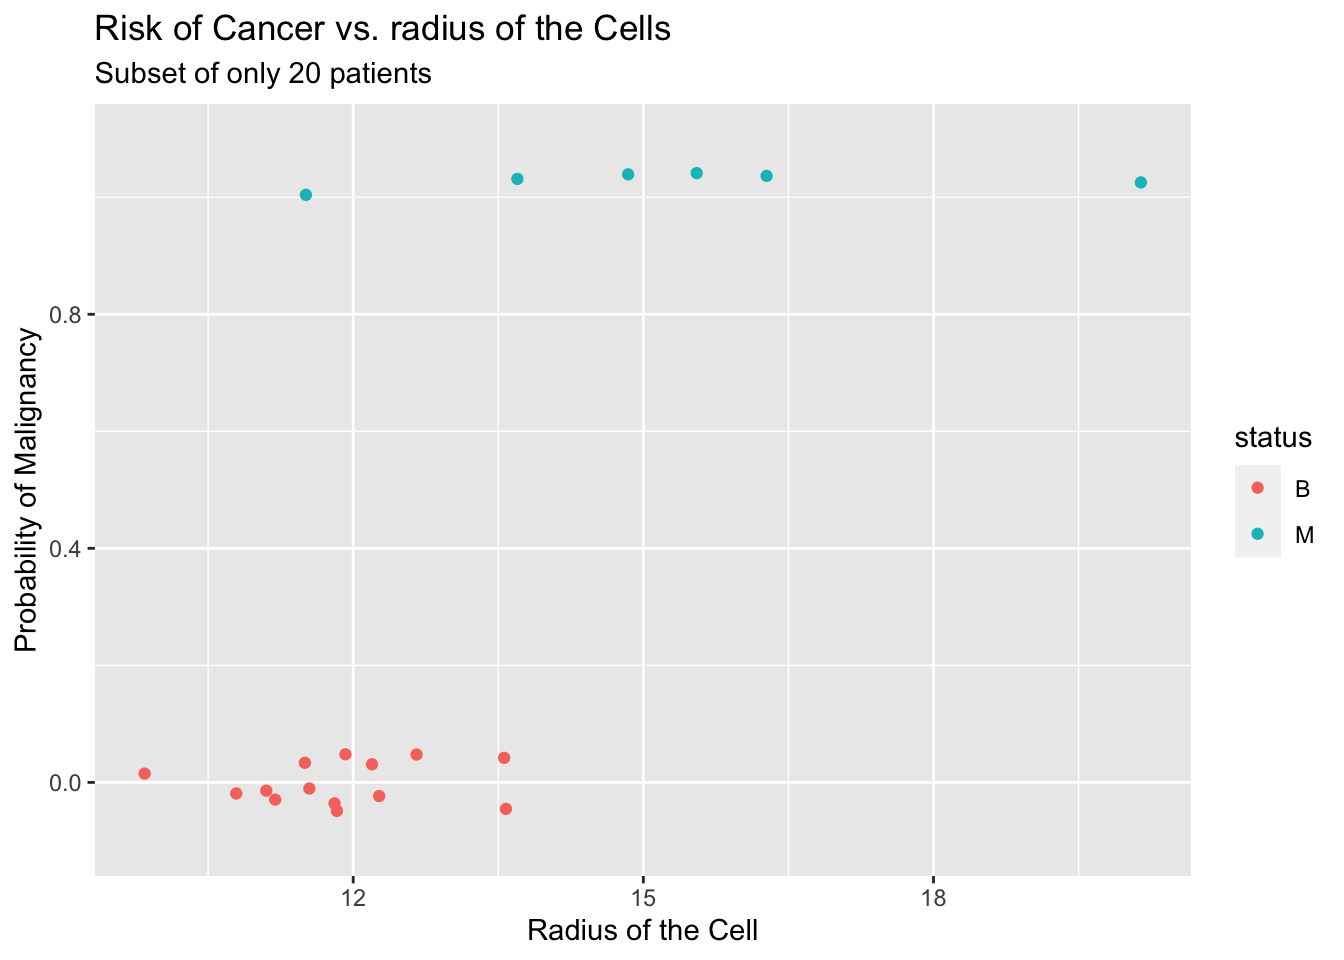 Risk of Cancer vs. radius of the Cells
Subset of only 20 patients
Probability of Malignancy
0.8
0.4
0.0
12
15
18
Radius of the Cell
status
B
M